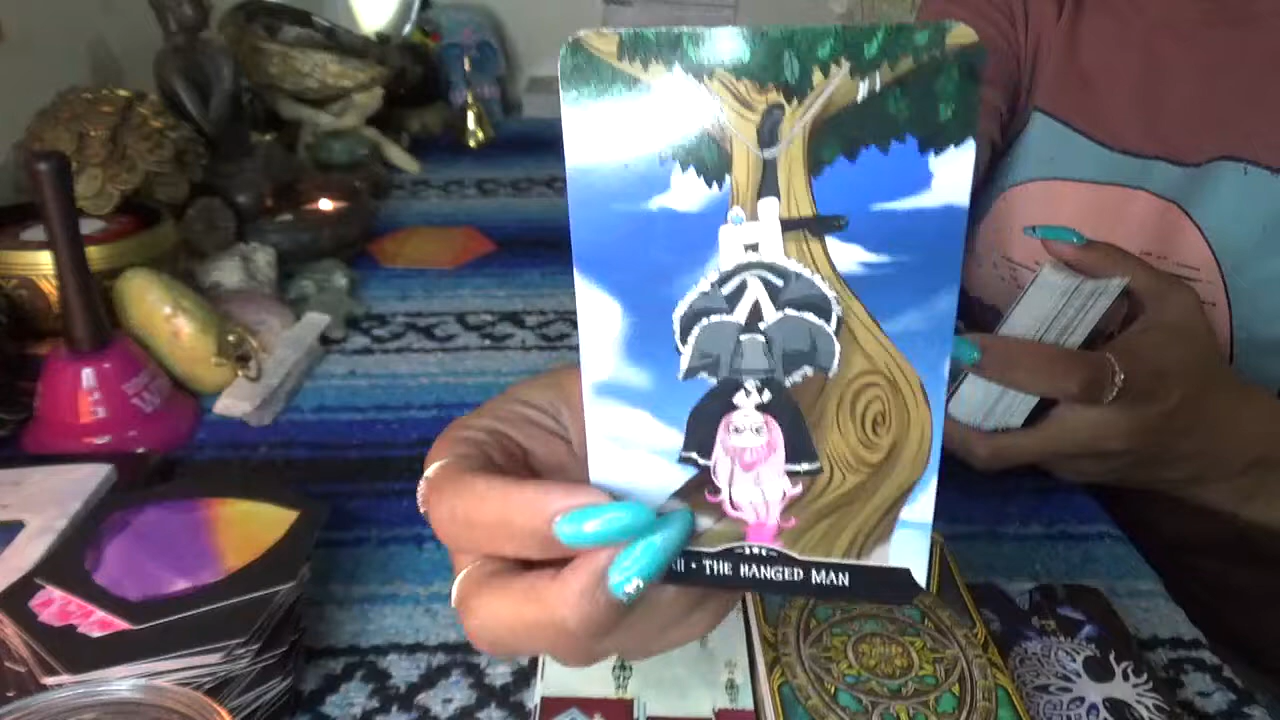 XII • THE HANGED MAN